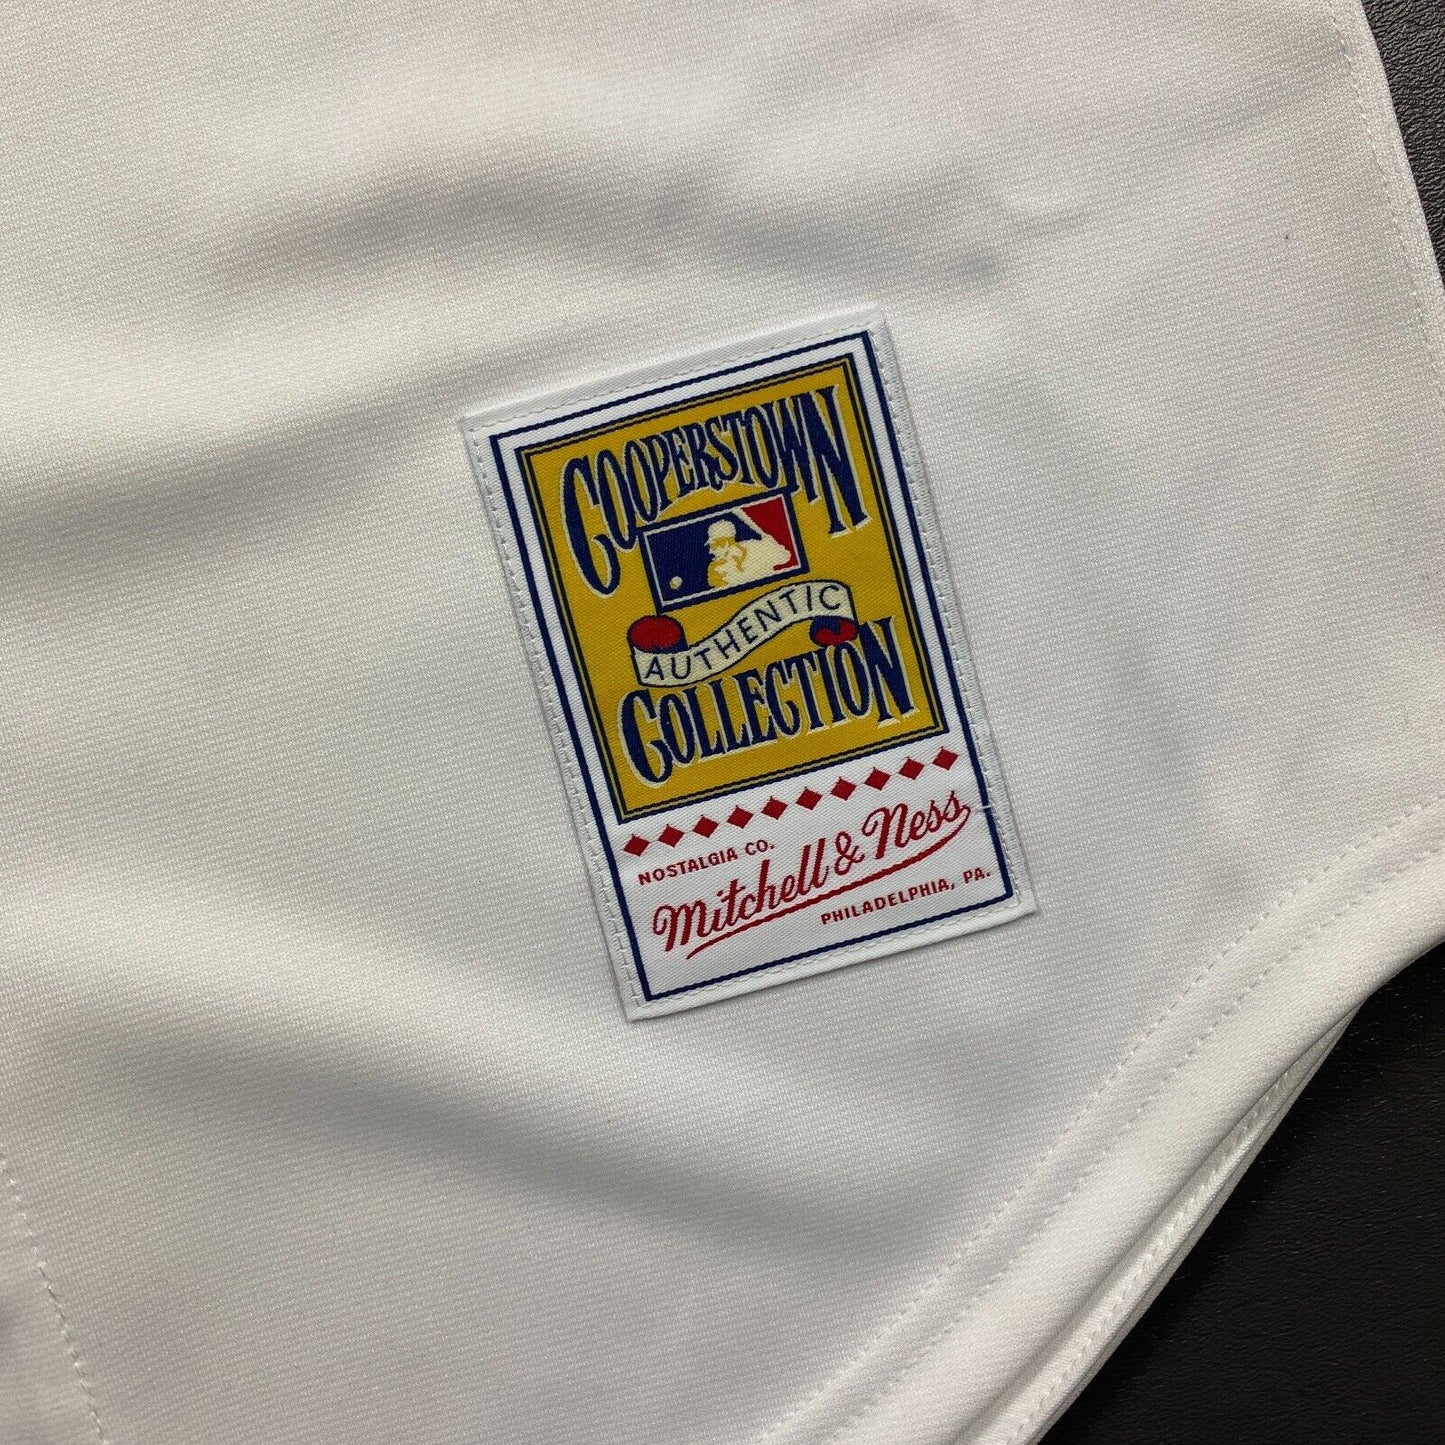 COOPERSTOWN
AUTHENTIC
COLLECTION
NOSTALGIA CO.
Mitchell & Ness
PHILADELPHIA, PA.